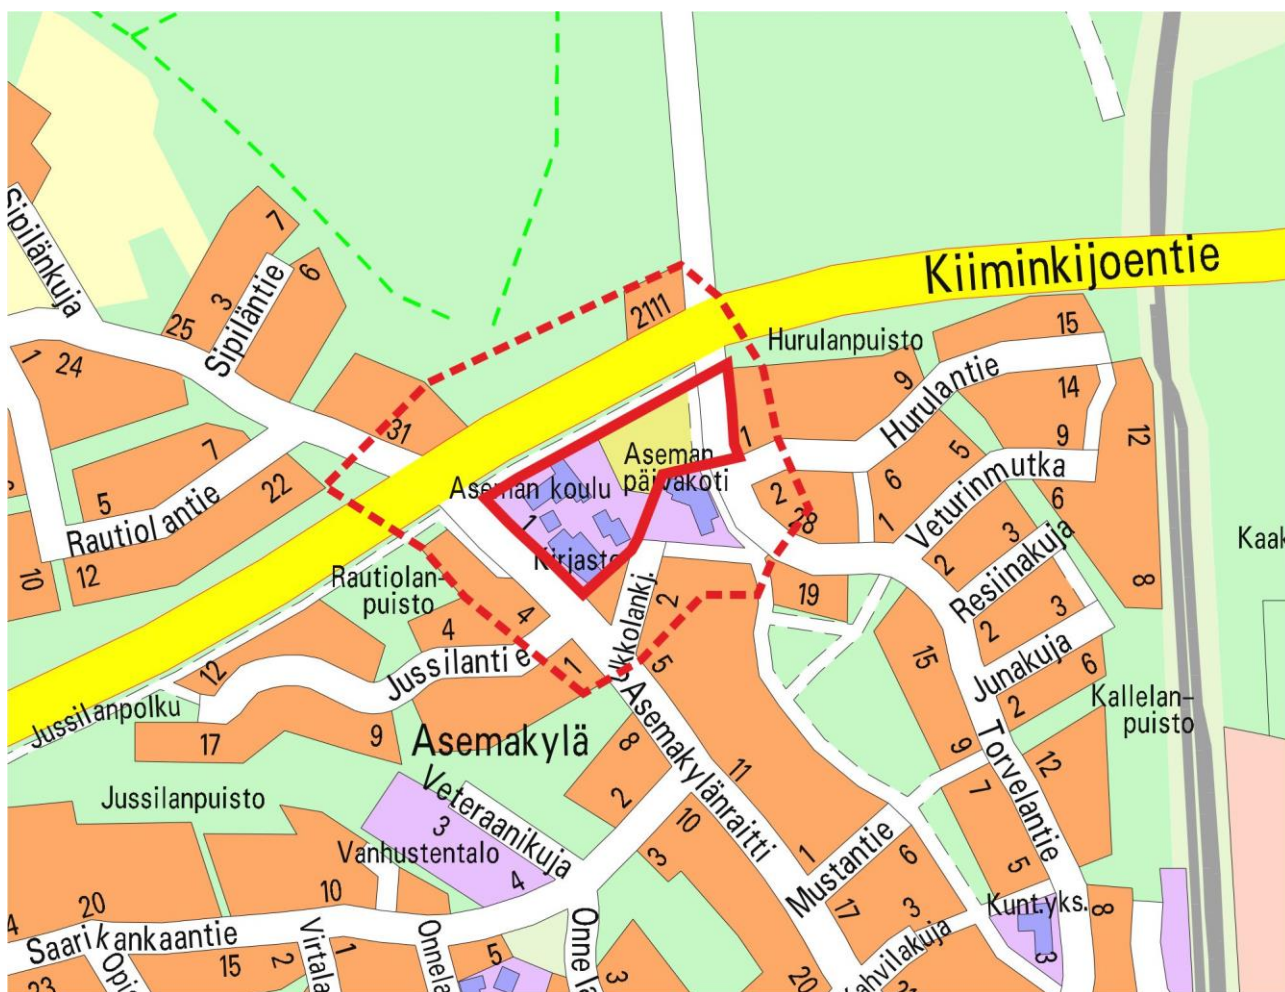 Kiiminkijoentie
7
Sipilänkuja
6
2111
3
Sipiläntie
25
15
Hurulanpuisto
1
24
9
14
Hurulantie
31
1
7
5
9
12
Aseman
päiväkoti
Aseman koulu
22
5
6
2
Veturinmutka
6
28
1
1
3
Rautiolantie
2
Resiinakuja
Kirjasto
10
12
Rautiolan-
puisto
8
19
3
2
2
4
4
15
Junakuja
6
12
Jussilantie
1
5
Kallelan-
puisto
2
Jussilanpolku
17
9
Asemakylä
8
Asemakylänraitti
11
9
Torvelantie
12
7
Jussilanpuisto
Veteraanikuja
2
3
10
Vanhustentalo
3
1
Mustantie
6
5
4
20
10
17
3
Kunt.yks.
8
Saarikankaantie
1
5
3
15
2
3
20
23